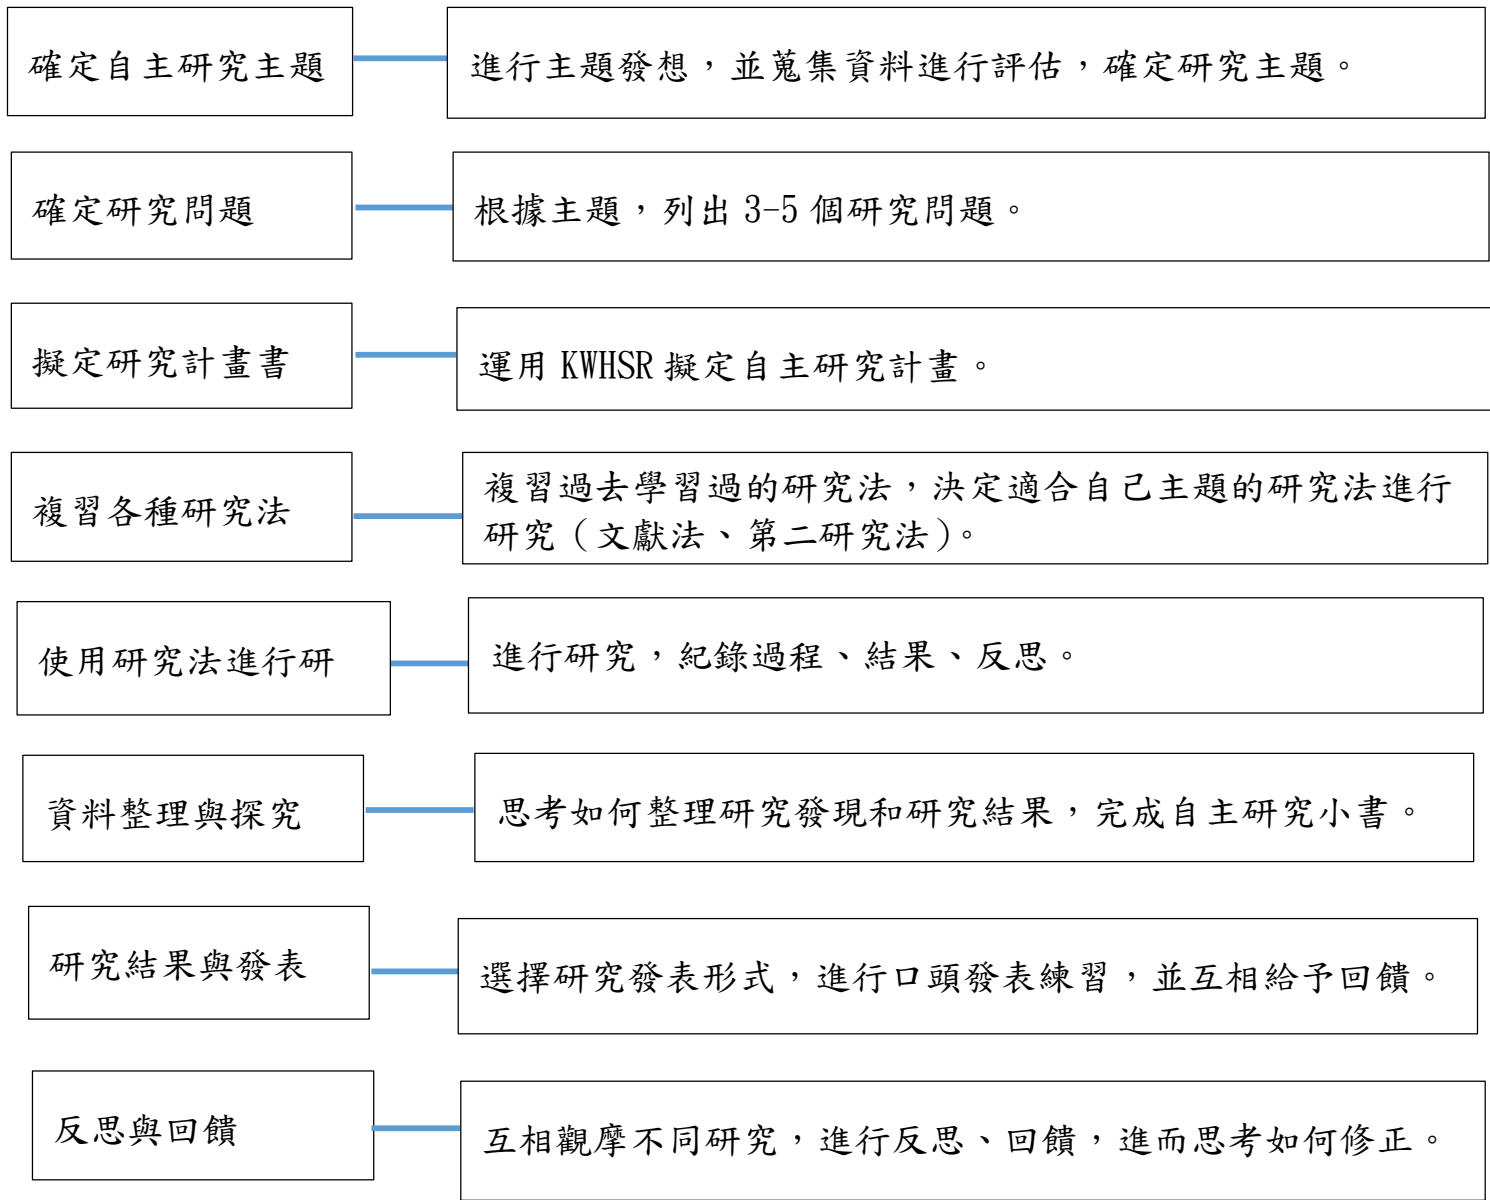 確定自主研究主題
進行主題發想，並蒐集資料進行評估，確定研究主題。
確定研究問題
根據主題，列出 3-5 個研究問題。
擬定研究計畫書
運用 KWHSR 擬定自主研究計畫。
複習各種研究法
複習過去學習過的研究法，決定適合自己主題的研究法進行
研究（文獻法、第二研究法）。
使用研究法進行研
進行研究，紀錄過程、結果、反思。
資料整理與探究
思考如何整理研究發現和研究結果，完成自主研究小書。
研究結果與發表
選擇研究發表形式，進行口頭發表練習，並互相給予回饋。
反思與回饋
互相觀摩不同研究，進行反思、回饋，進而思考如何修正。